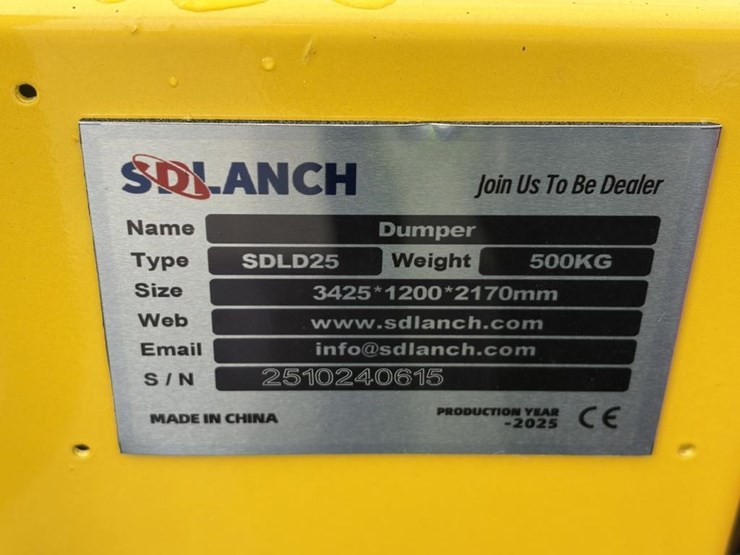 SDLANCH
Join Us To Be Dealer
Name Dumper
Type SDLD25 Weight 500KG
Size 3425*1200*2170mm
Web www.sdlanch.com
Email info@sdlanch.com
S/N 2510240615
MADE IN CHINA
PRODUCTION YEAR
-2025
CE